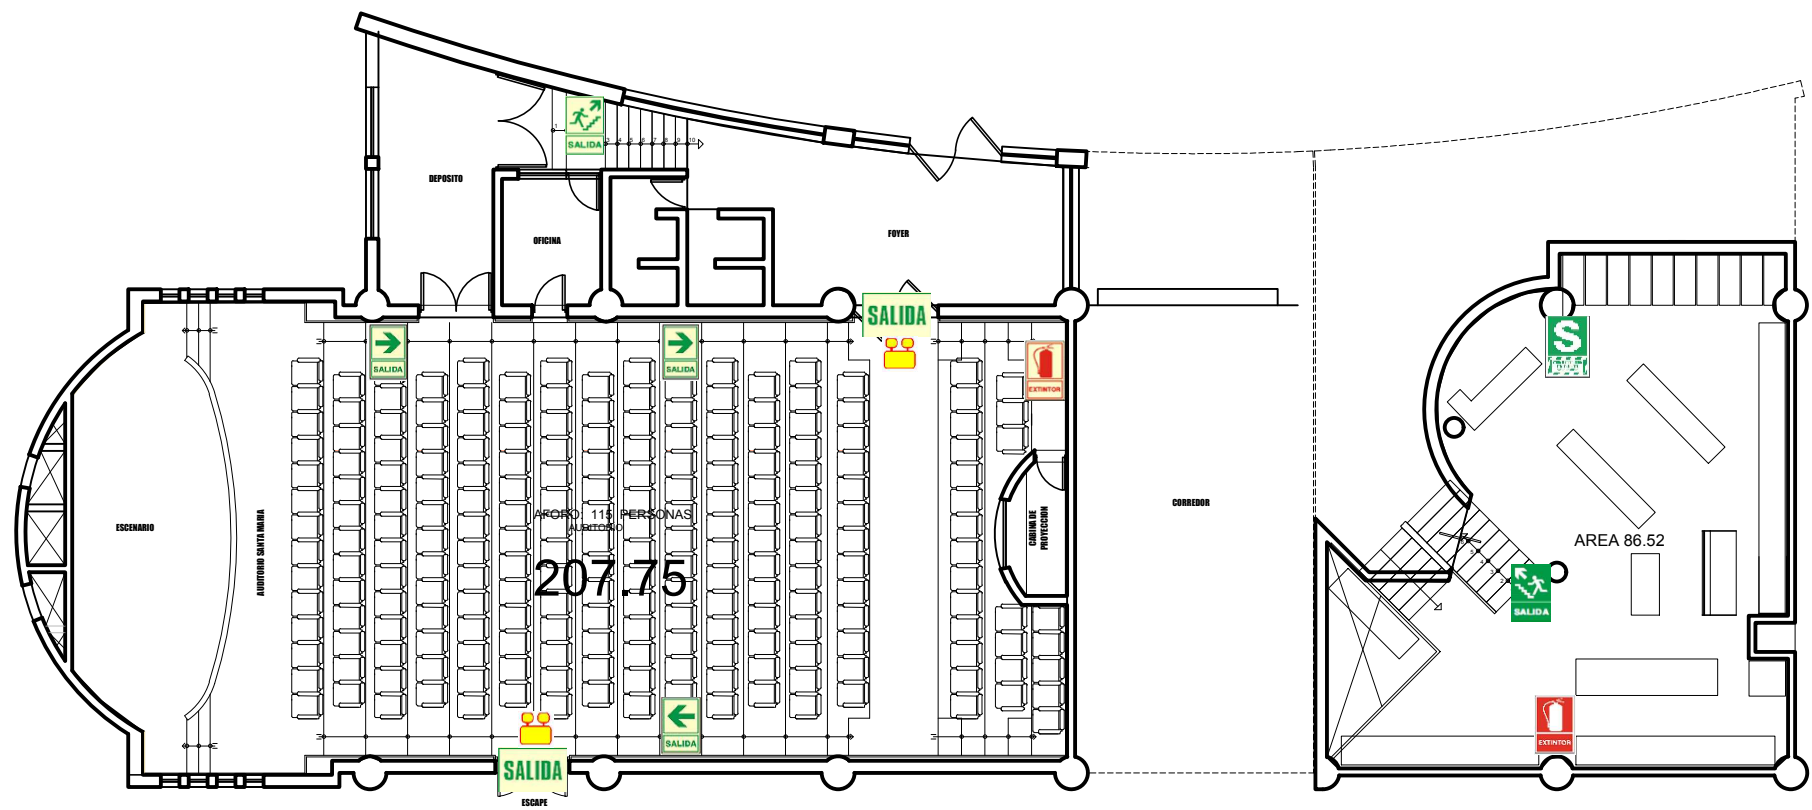 SALIDA
DEPOSITO
OFICINA
FOYER
SALIDA
SALIDA
SALIDA
EXTINTOR
S
ESCENARIO
AUDITORIO SANTA MARIA
AFORO: 115 PERSONAS
AUDITORIO
207.75
CABINA DE
PROYECCION
CORREDOR
AREA 86.52
SALIDA
SALIDA
SALIDA
EXTINTOR
ESCAPE